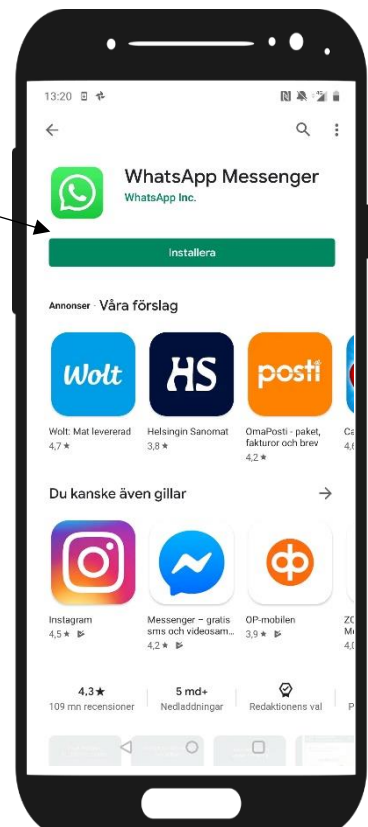 13:20
WhatsApp Messenger
WhatsApp Inc.
Installera
Annonser · Våra förslag
Wolt
HS
posti
Wolt: Mat levererad
4,7 ★
Helsingin Sanomat
3,8 ★
OmaPosti - paket,
fakturor och brev
4,2 ★
Du kanske även gillar
Instagram
4,5 ★
Messenger – gratis
sms och videosam...
4,2 ★
OP-mobilen
3,9 ★
4,3★
109 mn recensioner
5 md+
Nedladdningar
Redaktionens val